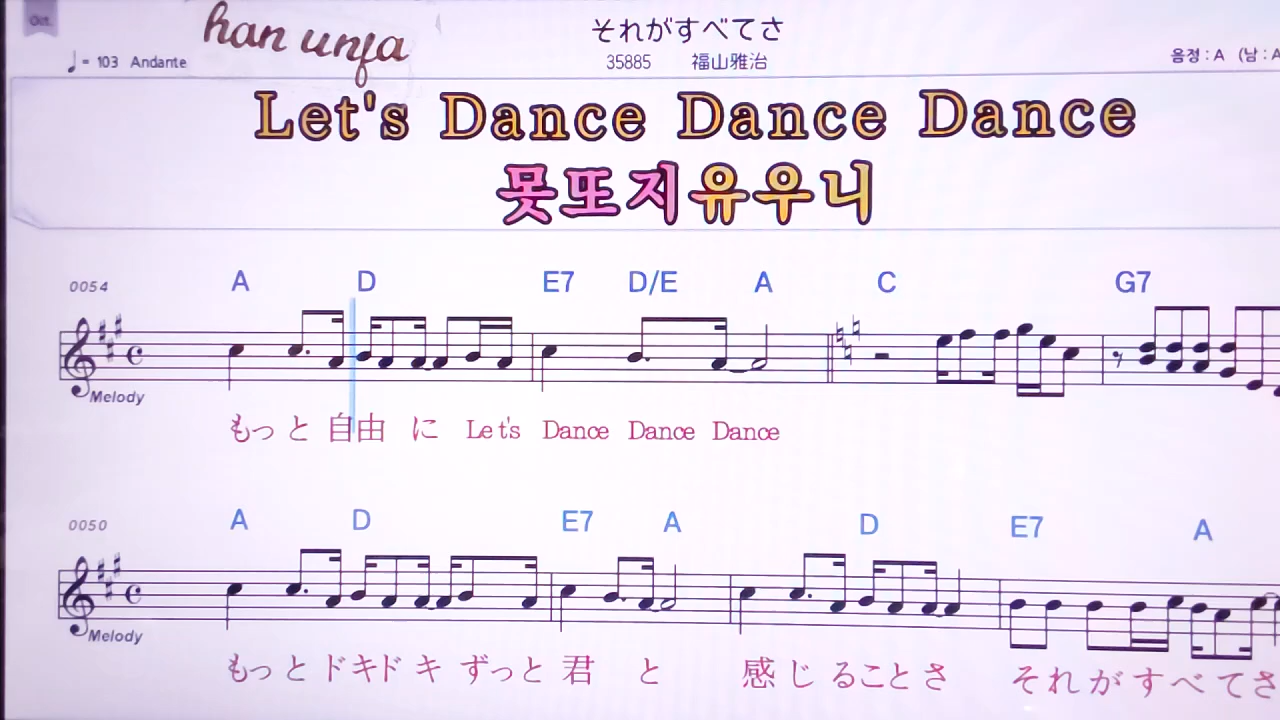 Oct.
han unfa
それがすべてさ
♩= 103 Andante
35885 福山雅治
음정 : A (남 : A
Let's Dance Dance Dance
못또지유우니
0054
A D E7 D/E A C G7
Melody
もっと 自由 に Let's Dance Dance Dance
0050
A D E7 A D E7 A
Melody
もっと ドキドキ ずっと 君 と 感じることさ それがすべてさ